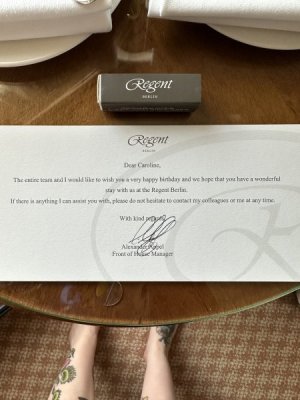 Regent
BERLIN
Regent
BERLIN
Dear Caroline,
The entire team and I would like to wish you a very happy birthday and we hope that you have a wonderful
stay with us at the Regent Berlin.
If there is anything I can assist you with, please do not hesitate to contact my colleagues or me at any time.
With kind regards,
Alexander Appel
Front of House Manager